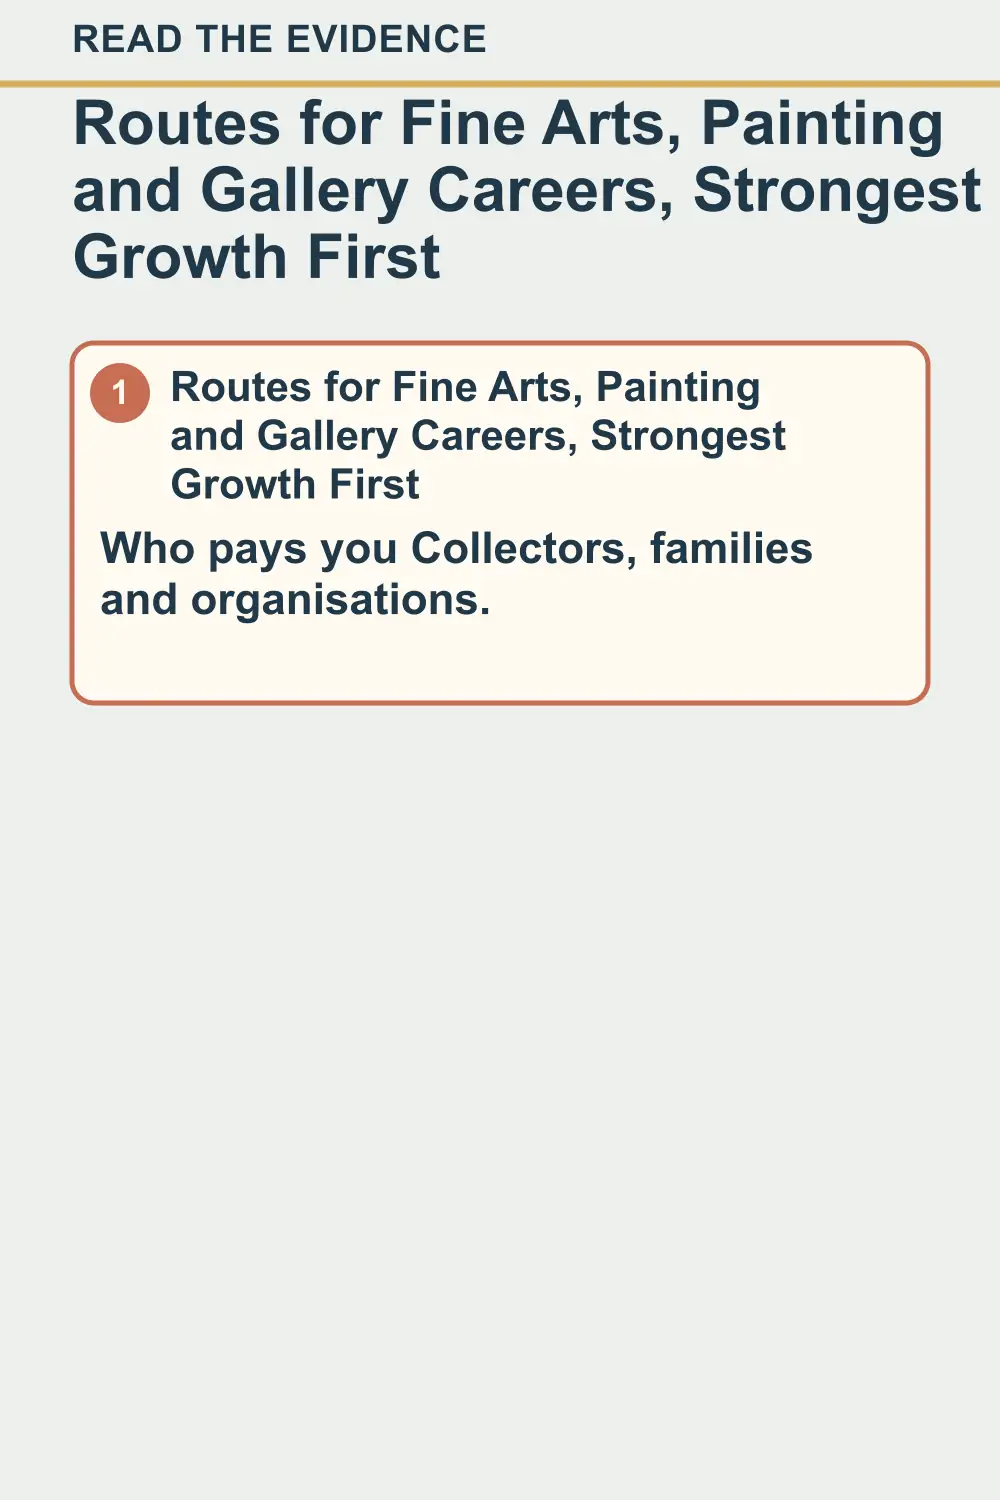 READ THE EVIDENCE
Routes for Fine Arts, Painting
and Gallery Careers, Strongest
Growth First
1
Routes for Fine Arts, Painting
and Gallery Careers, Strongest
Growth First
Who pays you Collectors, families
and organisations.